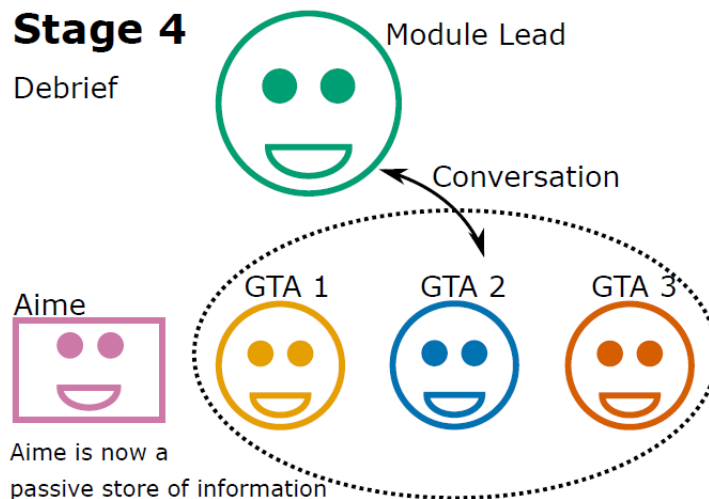 Stage 4
Module Lead
Debrief
Conversation
GTA 1
GTA 2
GTA 3
Aime
Aime is now a
passive store of information